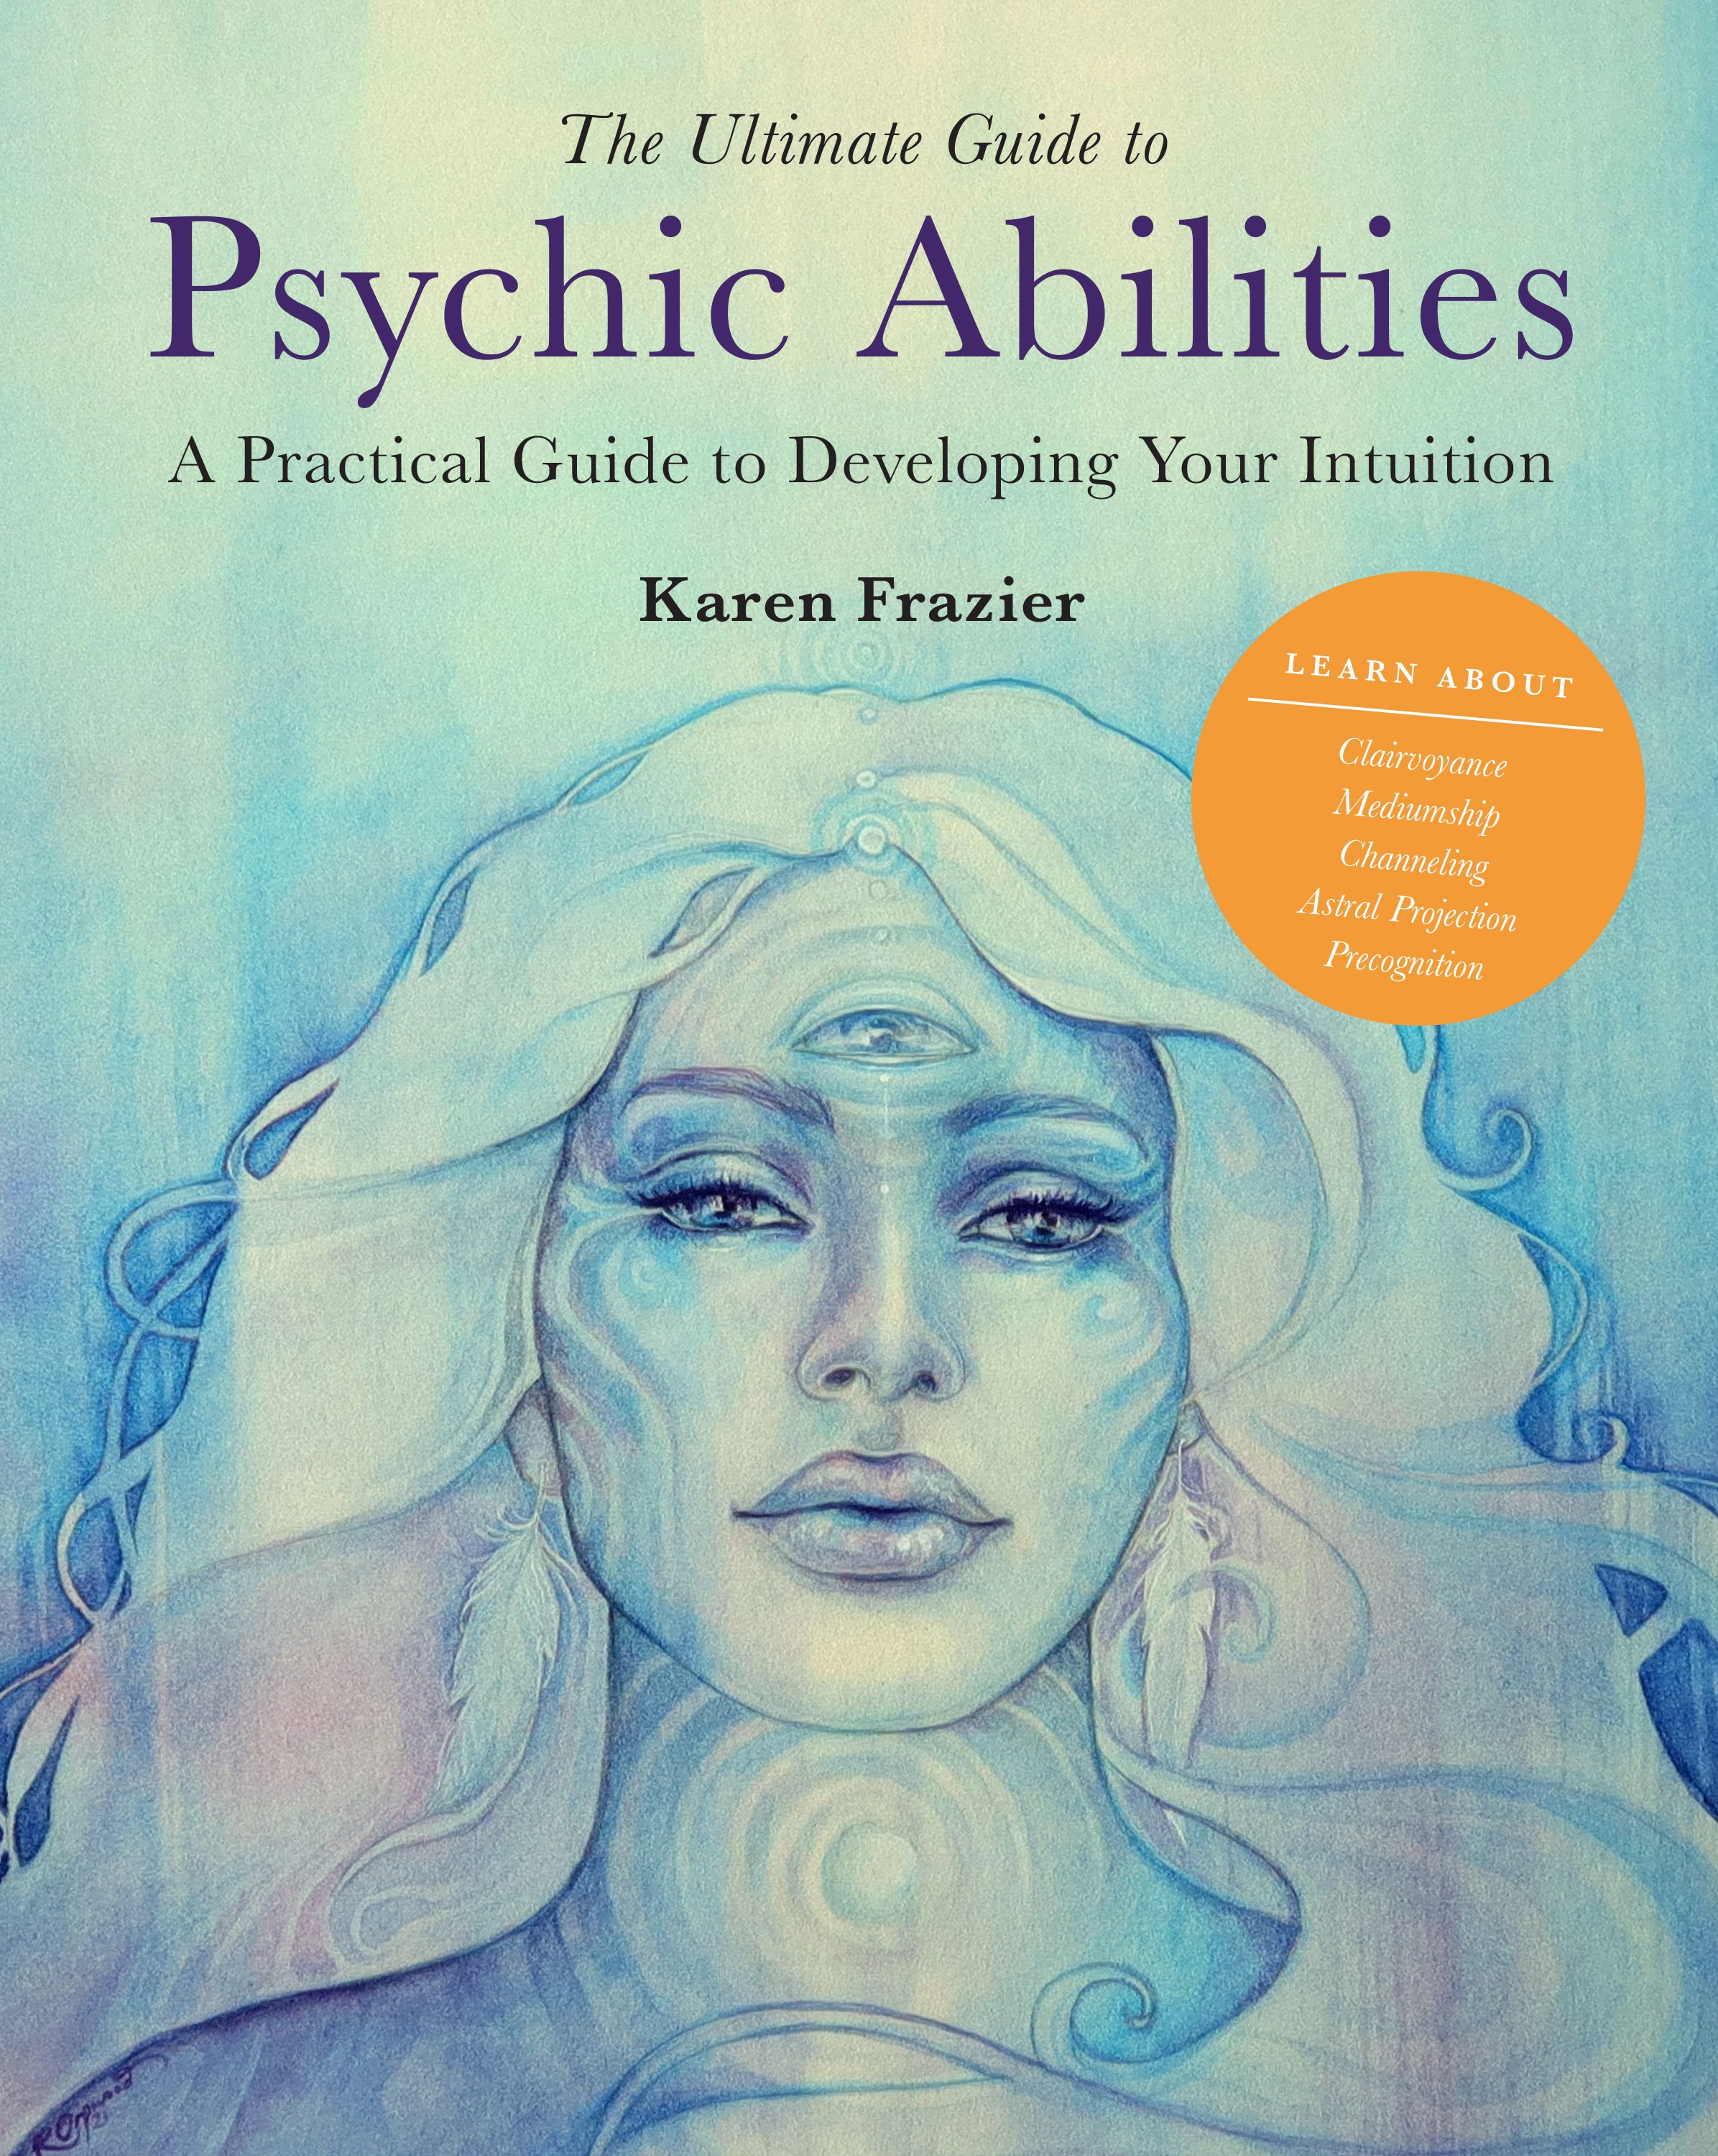 The Ultimate Guide to
Psychic Abilities
A Practical Guide to Developing Your Intuition
Karen Frazier
LEARN ABOUT
Clairvoyance
Mediumship
Channeling
Astral Projection
Precognition